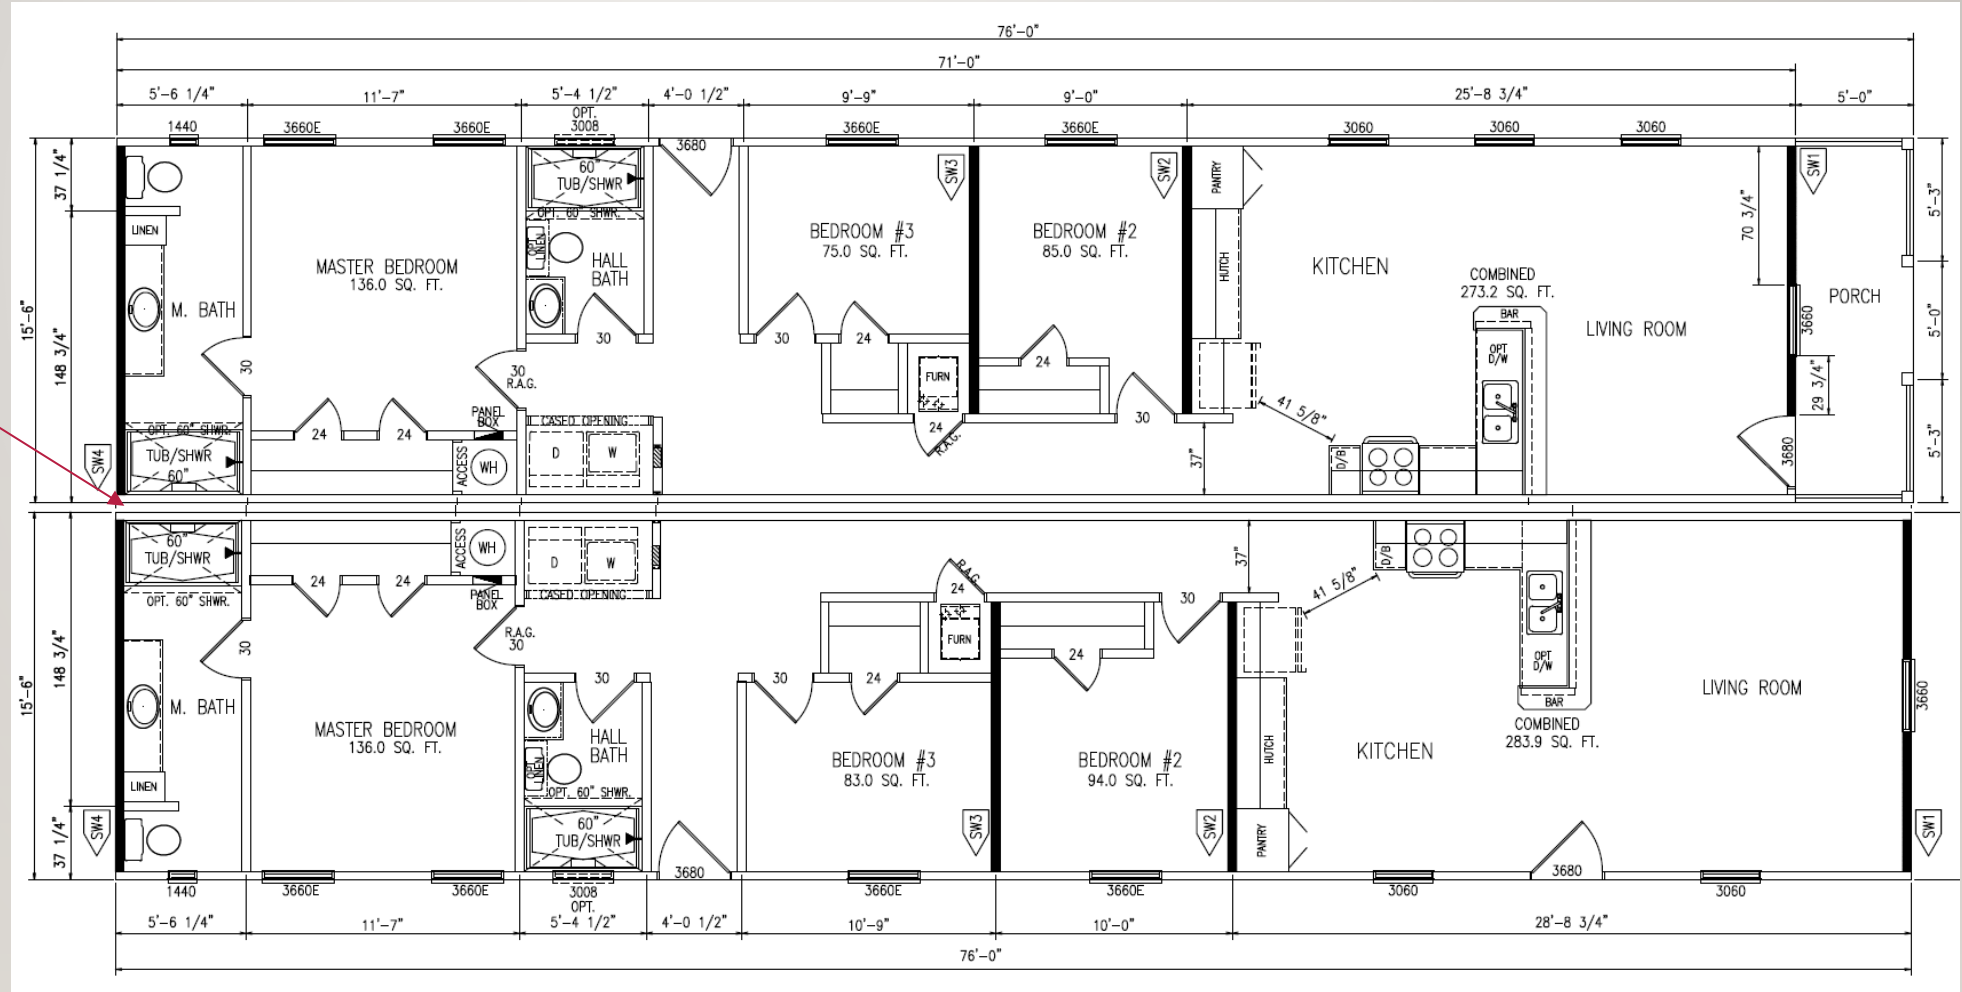 76'-0"
71'-0"
5'-6 1/4"
11'-7"
5'-4 1/2"
4'-0 1/2"
9'-9"
9'-0"
25'-8 3/4"
5'-0"
OPT.
1440
3660E
3660E
3008
3680
3660E
3660E
3060
3060
3060
37 1/4"
148 3/4"
15'-6"
LINEN
M. BATH
30
OPT. 60" SHWR.
TUB/SHWR
60"
SW4
MASTER BEDROOM
136.0 SQ. FT.
24
24
PANEL
BOX
ACCESS
WH
60"
TUB/SHWR
OPT. 60" SHWR.
OPT
LINEN
HALL
BATH
30
30
R.A.G.
CASED OPENING
D
W
BEDROOM #3
75.0 SQ. FT.
SW3
30
24
FURN
24
R.A.G.
BEDROOM #2
85.0 SQ. FT.
SW2
24
30
37"
PANTRY
HUTCH
KITCHEN
COMBINED
273.2 SQ. FT.
BAR
OPT
D/W
41 5/8"
D/B
LIVING ROOM
70 3/4"
SW1
PORCH
3660
29 3/4"
3680
5'-3"
5'-0"
5'-3"
15'-6"
148 3/4"
37 1/4"
60"
TUB/SHWR
OPT. 60" SHWR.
30
M. BATH
LINEN
SW4
24
24
ACCESS
WH
PANEL
BOX
MASTER BEDROOM
136.0 SQ. FT.
D
W
CASED OPENING
R.A.G.
30
30
HALL
BATH
OPT
LINEN
OPT. 60" SHWR.
60"
TUB/SHWR
3680
R.A.G.
24
FURN
30
24
BEDROOM #3
83.0 SQ. FT.
SW3
24
30
BEDROOM #2
94.0 SQ. FT.
SW2
37"
41 5/8"
D/B
OPT
D/W
BAR
COMBINED
283.9 SQ. FT.
HUTCH
PANTRY
KITCHEN
LIVING ROOM
3660
SW1
3680
1440
3660E
3660E
3008
OPT.
3660E
3660E
3060
3060
5'-6 1/4"
11'-7"
5'-4 1/2"
4'-0 1/2"
10'-9"
10'-0"
28'-8 3/4"
76'-0"